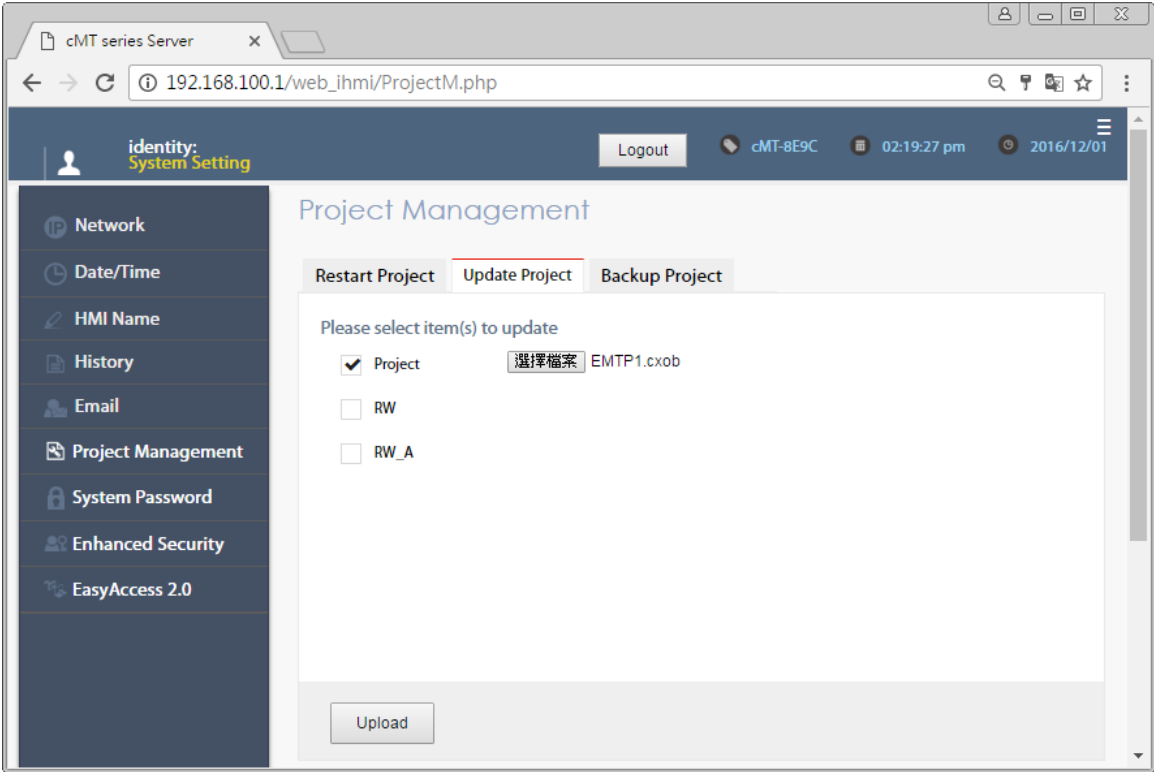 cMT series Server
192.168.100.1/web_ihmi/ProjectM.php
identity:
System Setting
Logout
cMT-8E9C
02:19:27 pm
2016/12/01
Network
Date/Time
HMI Name
History
Email
Project Management
System Password
Enhanced Security
EasyAccess 2.0
Project Management
Restart Project
Update Project
Backup Project
Please select item(s) to update
Project
選擇檔案 EMTP1.cxob
RW
RW_A
Upload